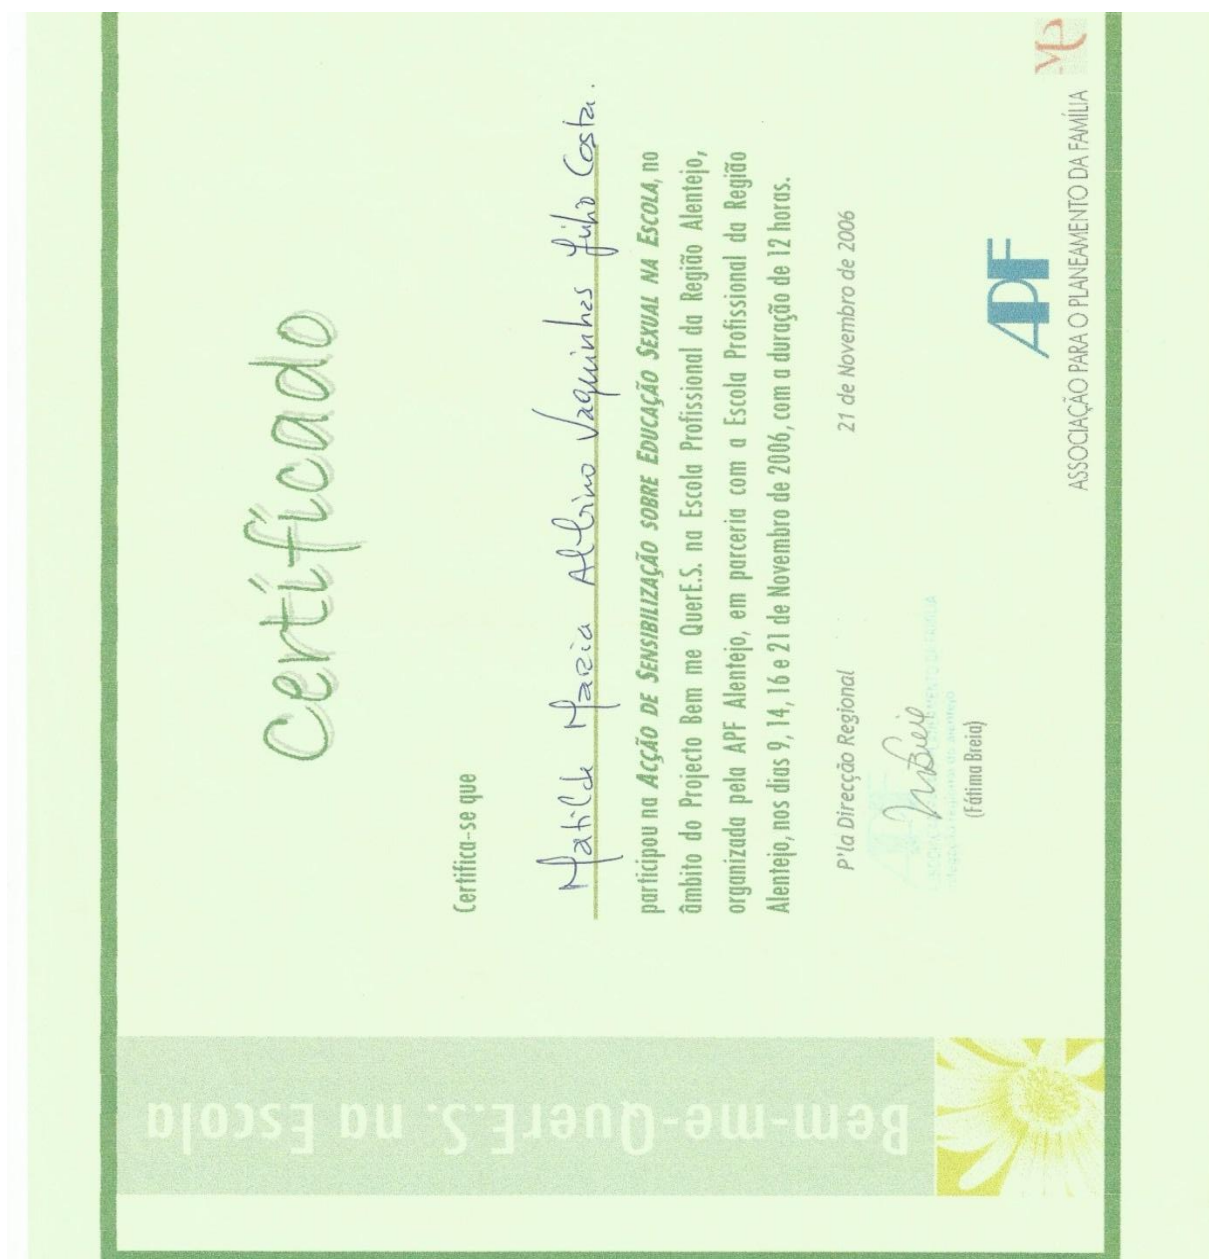 Certificado
Certifica-se que
Matilde Maria Albino Vaquinhas Júlio Costa.
participou na ACÇÃO DE SENSIBILIZAÇÃO SOBRE EDUCAÇÃO SEXUAL NA ESCOLA, no
âmbito do Projecto Bem me QuerE.S. na Escola Profissional da Região Alentejo,
organizada pela APF Alentejo, em parceria com a Escola Profissional da Região
Alentejo, nos dias 9, 14, 16 e 21 de Novembro de 2006, com a duração de 12 horas.
P'la Direcção Regional
21 de Novembro de 2006
(Fátima Breia)
APF
ASSOCIAÇÃO PARA O PLANEAMENTO DA FAMÍLIA
Bem-me-QuerE.S. na Escola